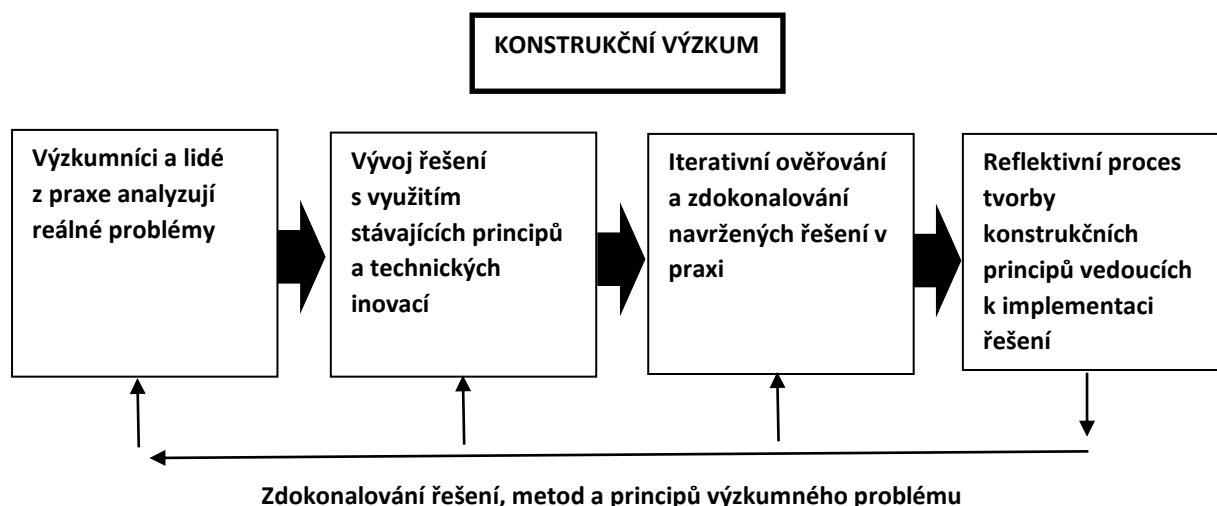 KONSTRUKČNÍ VÝZKUM
Výzkumníci a lidé
z praxe analyzují
reálné problémy
Vývoj řešení
s využitím
stávajících principů
a technických
inovací
Iterativní ověřování
a zdokonalování
navržených řešení v
praxi
Reflektivní proces
tvorby
konstrukčních
principů vedoucích
k implementaci
řešení
Zdokonalování řešení, metod a principů výzkumného problému